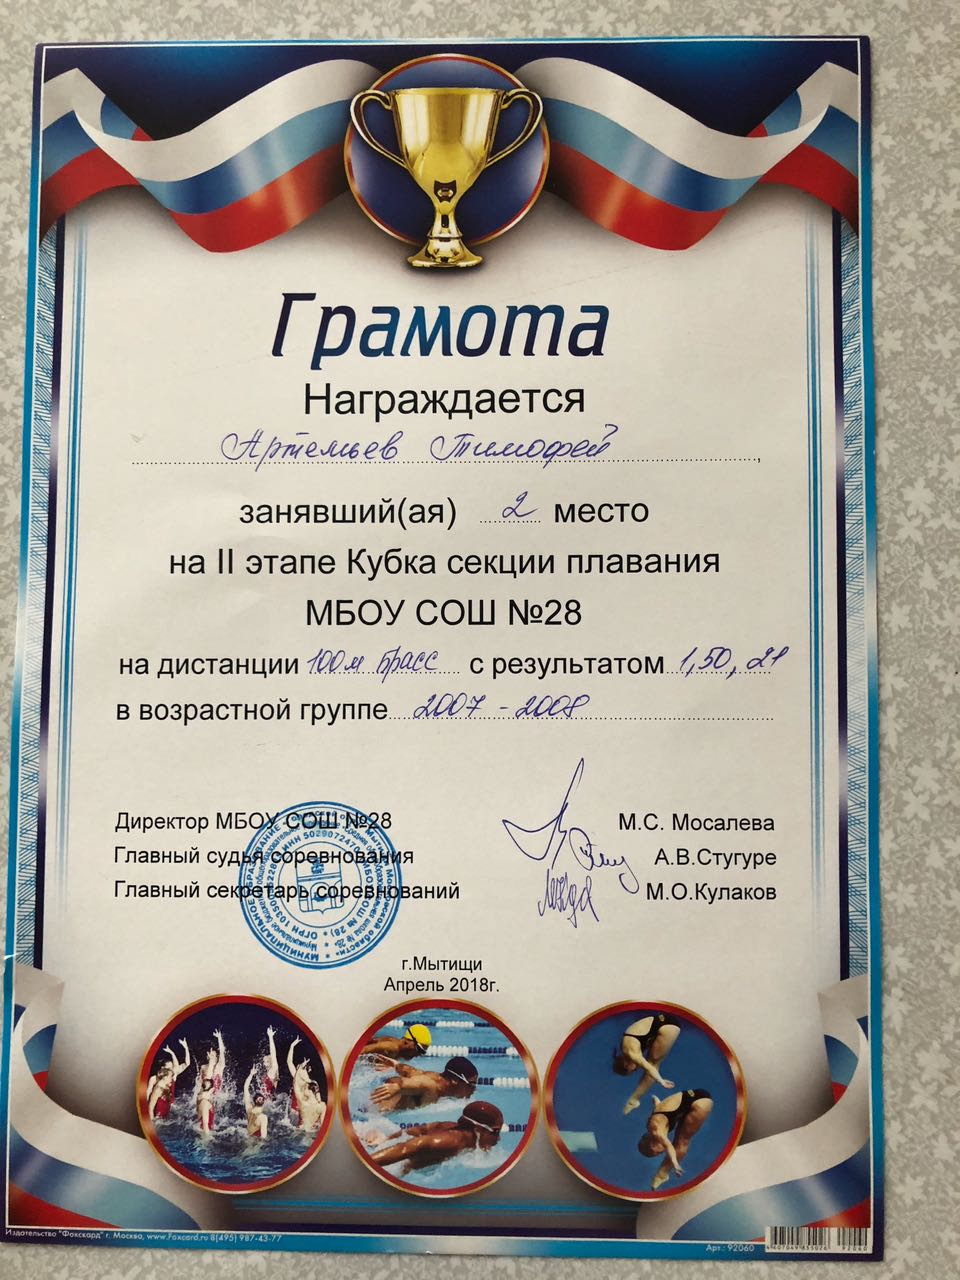 Грамота
Награждается
Артемьев Тимофей,
занявший(ая) 2 место
на II этапе Кубка секции плавания
МБОУ СОШ №28
на дистанции 100м брасс с результатом 1,50,21
в возрастной группе 2007 - 2008
Директор МБОУ СОШ №28 М.С. Мосалева
Главный судья соревнования А.В.Стугуре
Главный секретарь соревнований М.О.Кулаков
г.Мытищи
Апрель 2018г.
Издательство "Фокскард" г. Москва, www.Foxcard.ru 8(495) 987-43-77
Арт.: 92060